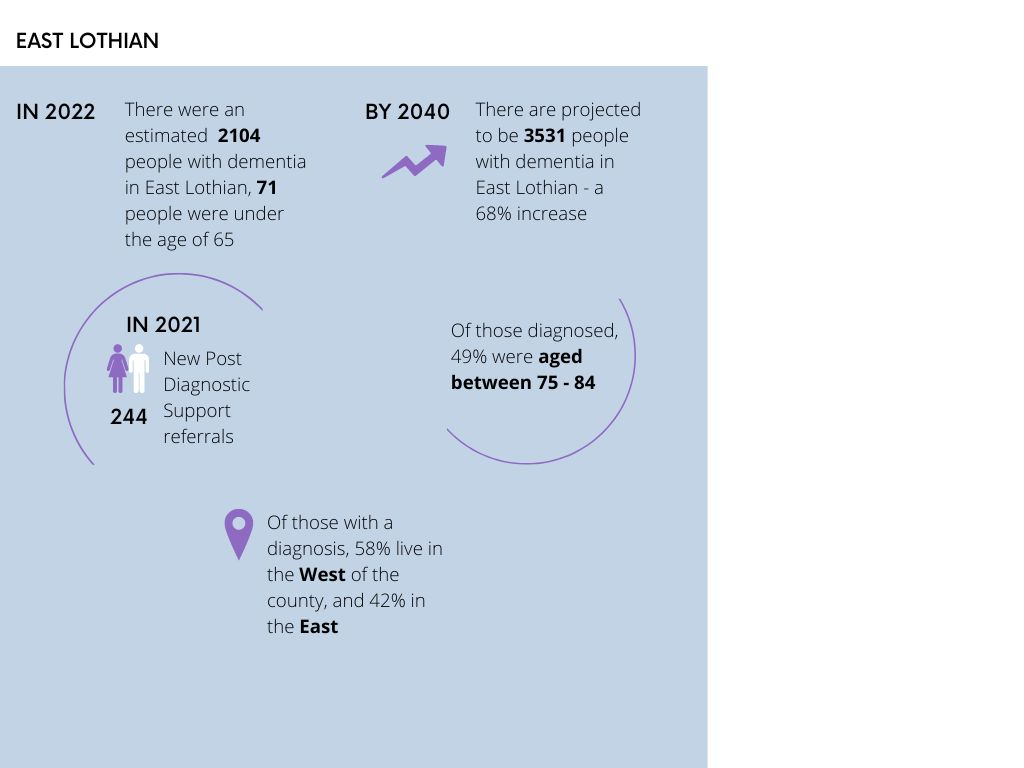 EAST LOTHIAN
IN 2022
There were an
estimated 2104
people with dementia
in East Lothian, 71
people were under
the age of 65
BY 2040
There are projected
to be 3531 people
with dementia in
East Lothian - a
68% increase
IN 2021
244
New Post
Diagnostic
Support
referrals
Of those diagnosed,
49% were aged
between 75 - 84
Of those with a
diagnosis, 58% live in
the West of the
county, and 42% in
the East